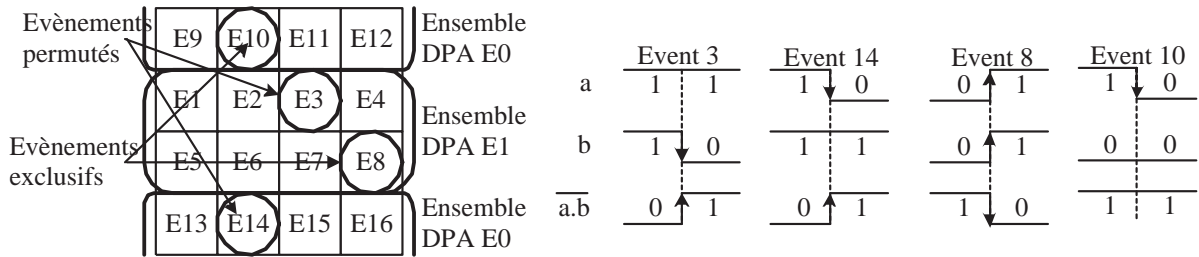 Evènements
permutés
Evènements
exclusifs
E9 E10 E11 E12
E1 E2 E3 E4
E5 E6 E7 E8
E13 E14 E15 E16
Ensemble
DPA E0
Ensemble
DPA E1
Ensemble
DPA E0
Event 3 Event 14 Event 8 Event 10
a 1 1 1 0 0 1 1 0
b 1 0 1 1 0 1 0 0
a.b 0 1 0 1 1 0 1 1